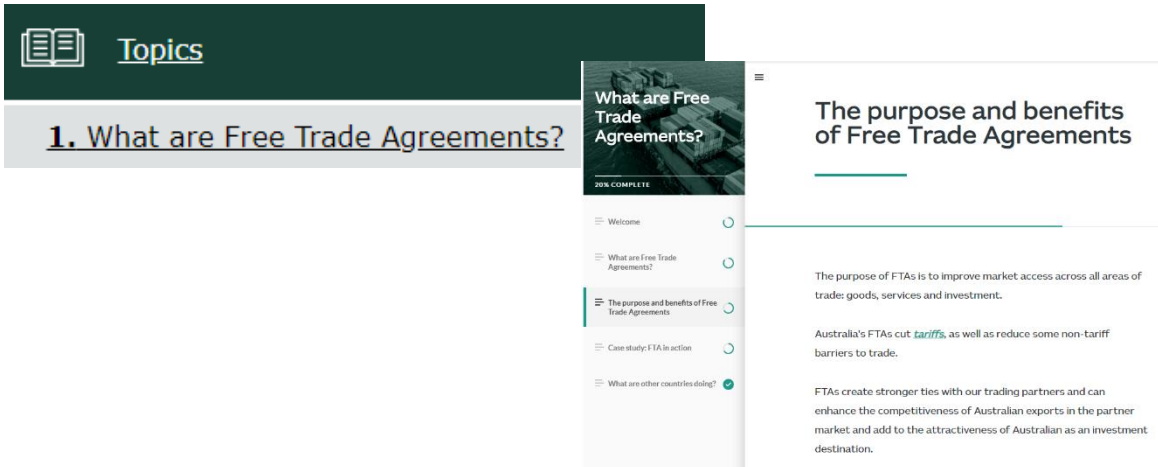 Topics
1. What are Free Trade Agreements?
What are Free
Trade
Agreements?
20% COMPLETE
Welcome
What are Free Trade
Agreements?
The purpose and benefits of Free
Trade Agreements
Case study: FTA in action
What are other countries doing?
The purpose and benefits
of Free Trade Agreements
The purpose of FTAs is to improve market access across all areas of
trade: goods, services and investment.
Australia's FTAs cut tariffs, as well as reduce some non-tariff
barriers to trade.
FTAs create stronger ties with our trading partners and can
enhance the competitiveness of Australian exports in the partner
market and add to the attractiveness of Australian as an investment
destination.